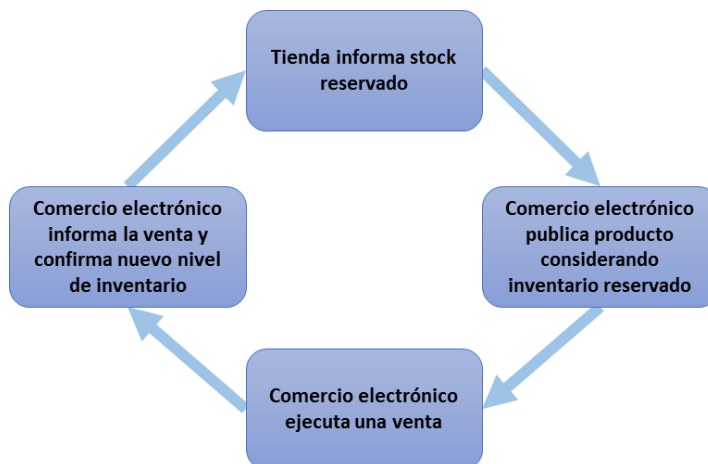 Tienda informa stock
reservado
Comercio electrónico
publica producto
considerando
inventario reservado
Comercio electrónico
ejecuta una venta
Comercio electrónico
informa la venta y
confirma nuevo nivel
de inventario